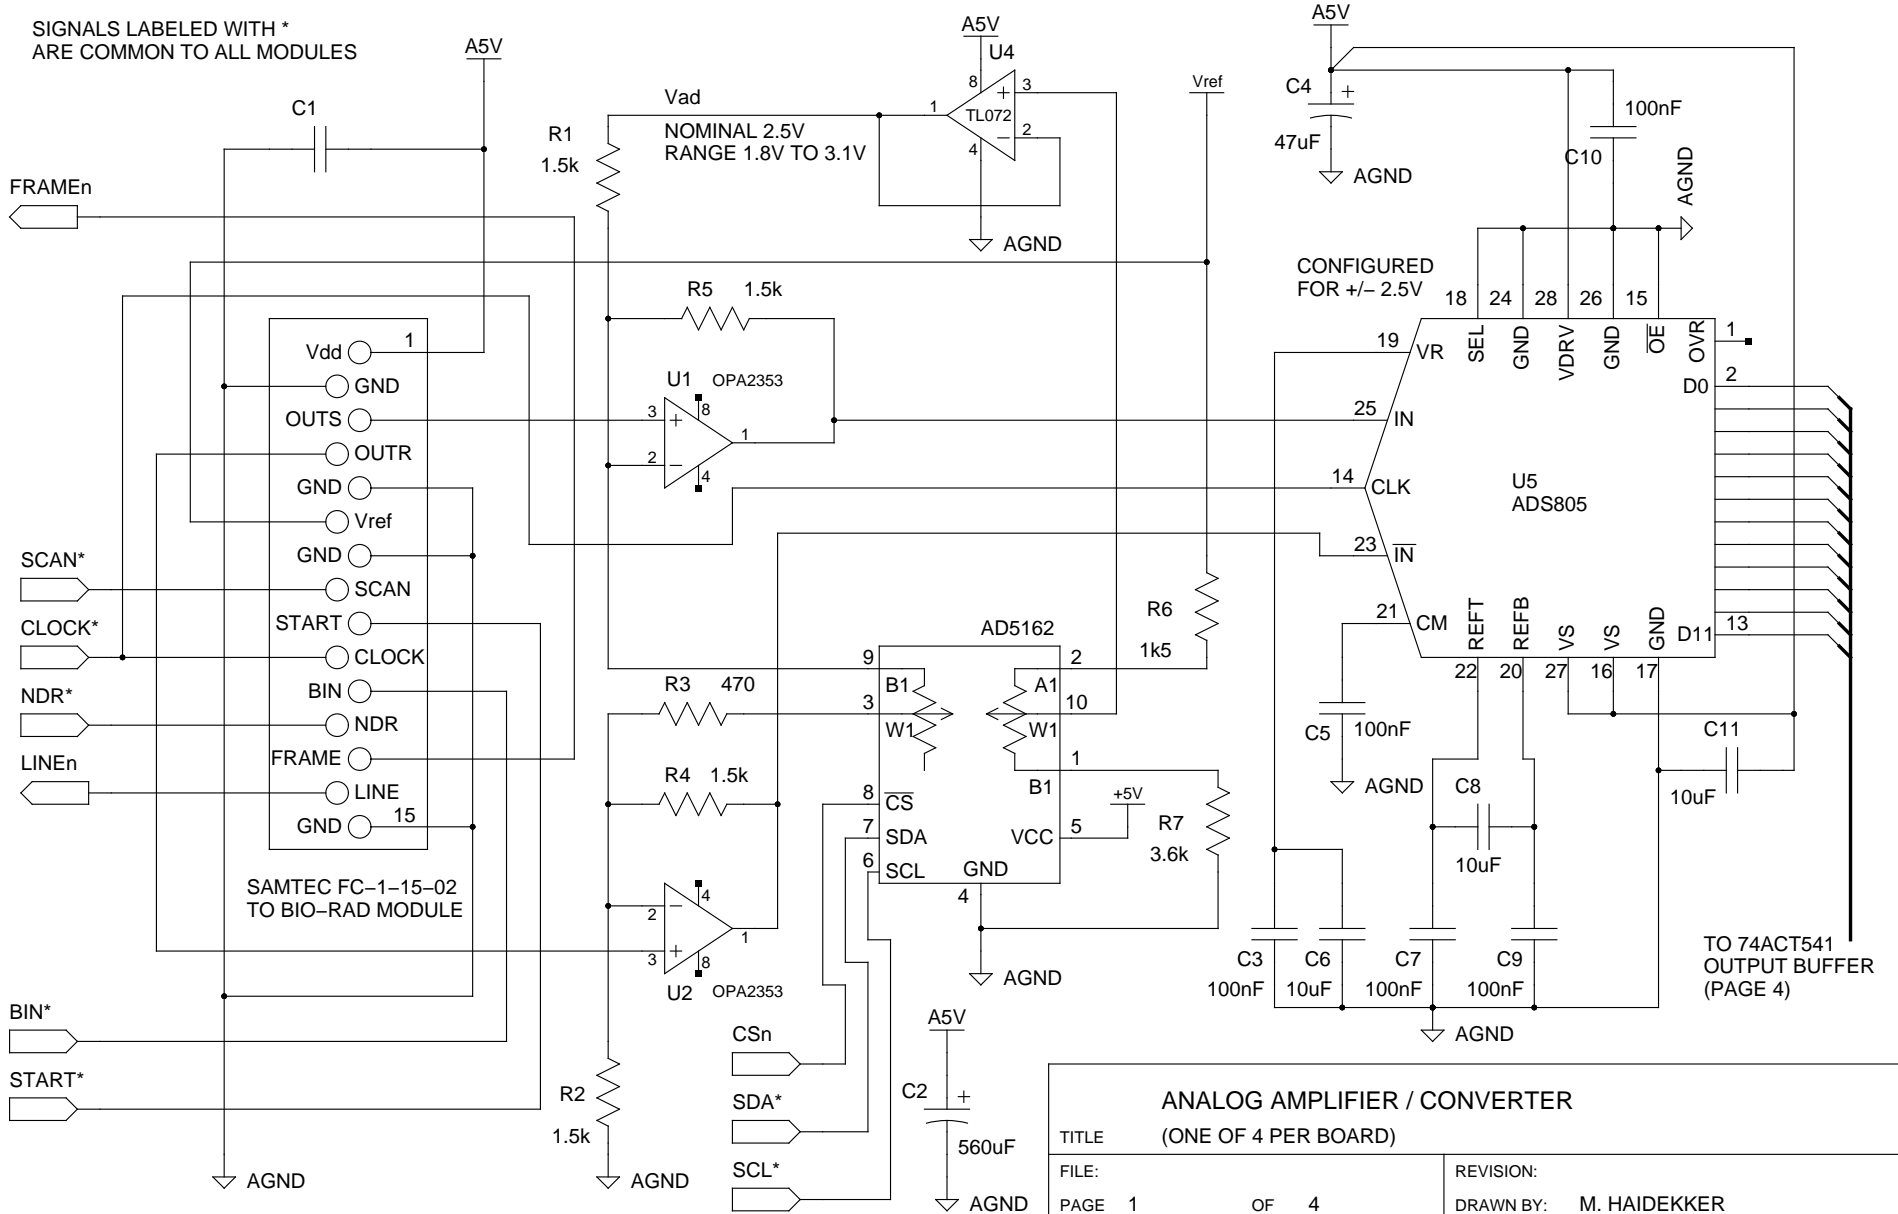 SIGNALS LABELED WITH *
ARE COMMON TO ALL MODULES
A5V
C1
FRAMEn
R1
1.5k
Vad
NOMINAL 2.5V
RANGE 1.8V TO 3.1V
A5V
U4
8
3
+
1
TL072
2
−
4
AGND
Vref
A5V
C4
+
47uF
AGND
100nF
C10
AGND
CONFIGURED
FOR +/− 2.5V
18
24
28
26
15
SEL
GND
VDRV
GND
OE
OVR
1
19
VR
D0
2
25
IN
14
CLK
U5
ADS805
23
IN
21
CM
REFT
REFB
VS
VS
GND
D11
13
22
20
27
16
17
R5
1.5k
U1
OPA2353
3
+
8
1
2
−
4
Vdd
1
GND
OUTS
OUTR
GND
Vref
GND
SCAN
START
CLOCK
BIN
NDR
FRAME
LINE
GND
15
SCAN*
CLOCK*
NDR*
LINEn
SAMTEC FC−1−15−02
TO BIO−RAD MODULE
BIN*
START*
AGND
R3
470
R4
1.5k
4
2
−
1
+
3
8
U2
OPA2353
R2
1.5k
AGND
AD5162
9
B1
A1
2
3
W1
W1
10
1
B1
8
CS
7
SDA
6
SCL
VCC
5
+5V
GND
4
AGND
R6
1k5
R7
3.6k
CSn
SDA*
SCL*
A5V
C2
+
560uF
AGND
C5
100nF
AGND
C8
10uF
C11
10uF
C3
100nF
C6
10uF
C7
100nF
C9
100nF
AGND
TO 74ACT541
OUTPUT BUFFER
(PAGE 4)
ANALOG AMPLIFIER / CONVERTER
TITLE
(ONE OF 4 PER BOARD)
FILE:
REVISION:
PAGE 1 OF 4
DRAWN BY: M. HAIDEKKER